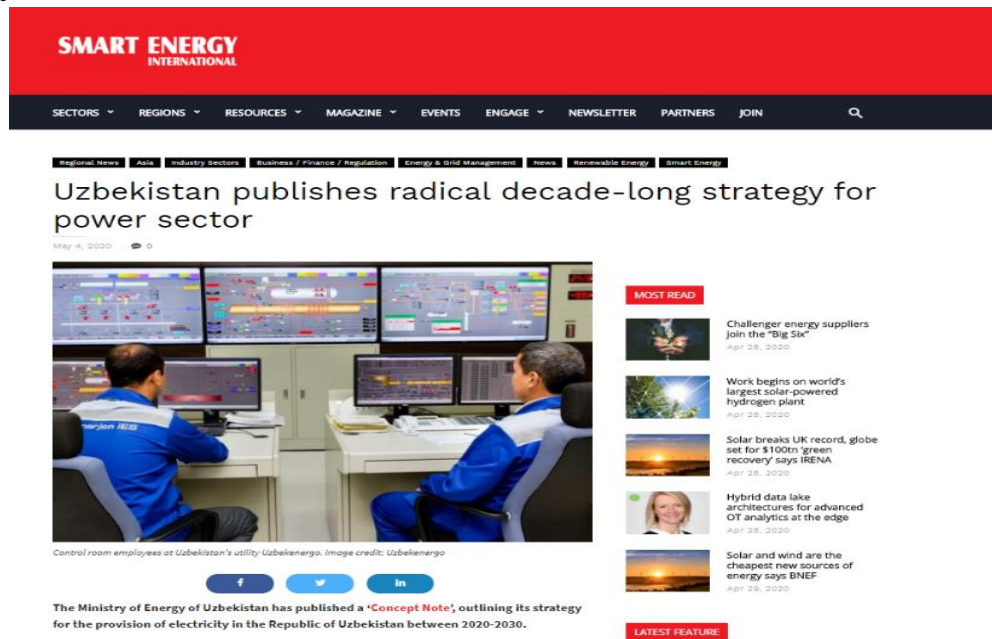 SMART ENERGY
INTERNATIONAL
SECTORS REGIONS RESOURCES MAGAZINE EVENTS ENGAGE NEWSLETTER PARTNERS JOIN
Regional News Asia Industry Sectors Business / Finance / Regulation Energy & Grid Management News Renewable Energy Smart Energy
Uzbekistan publishes radical decade-long strategy for
power sector
May 4, 2020 0
Control room employees at Uzbekistan's utility Uzbekenergo. Image credit: Uzbekenergo
f in
The Ministry of Energy of Uzbekistan has published a 'Concept Note', outlining its strategy
for the provision of electricity in the Republic of Uzbekistan between 2020-2030.
MOST READ
Challenger energy suppliers
join the "Big Six"
Apr 28, 2020
Work begins on world's
largest solar-powered
hydrogen plant
Apr 28, 2020
Solar breaks UK record, globe
set for $100tn 'green
recovery' says IRENA
Apr 28, 2020
Hybrid data lake
architectures for advanced
OT analytics at the edge
Apr 28, 2020
Solar and wind are the
cheapest new sources of
energy says BNEF
Apr 29, 2020
LATEST FEATURE